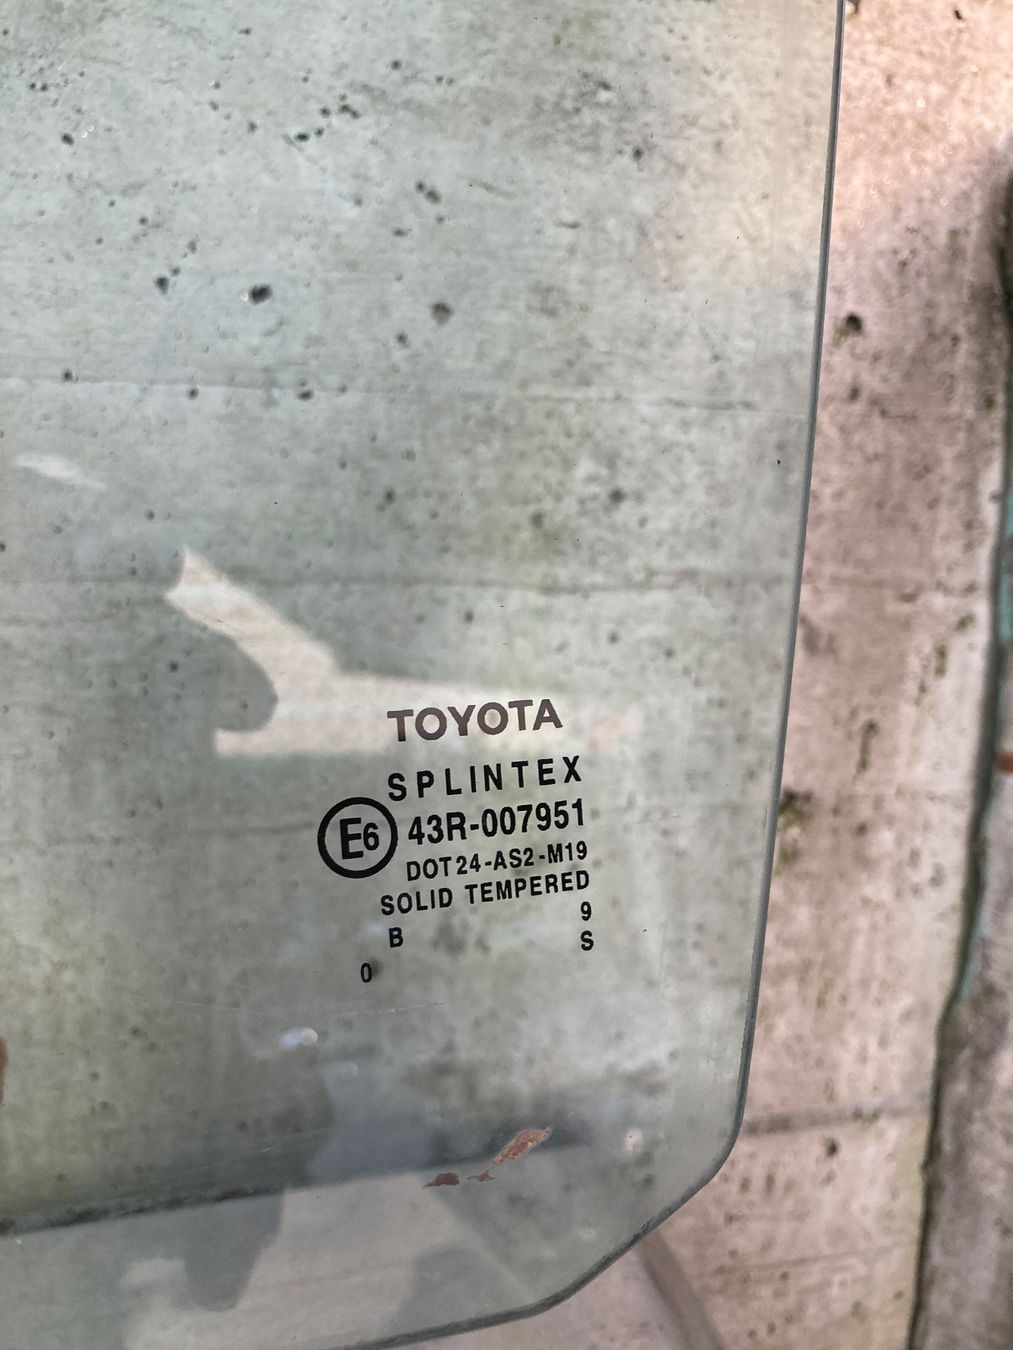 TOYOTA
SPLINTEX
E6 43R-007951
DOT24-AS2-M19
SOLID TEMPERED
9
B S
0